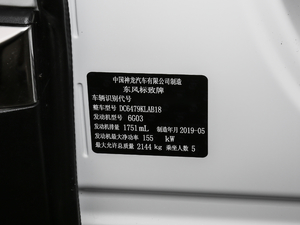 中国神龙汽车有限公司制造
东风标致牌
车辆识别代号
整车型号 DC6479KLAB18
发动机型号 6G03
发动机排量 1751mL 制造年月 2019-05
发动机最大净功率 155 kW
最大允许总质量 2144 kg 乘坐人数 5